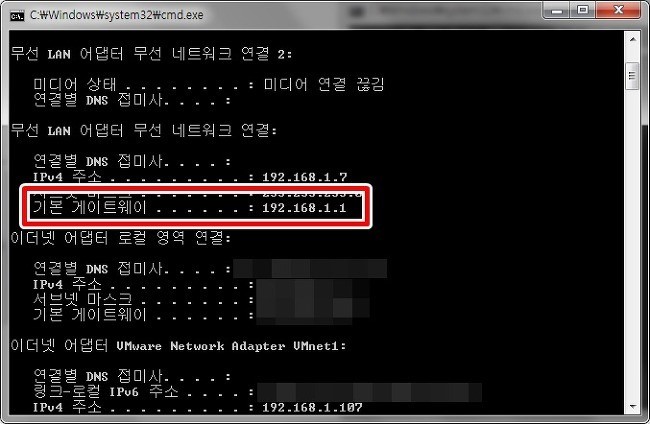 C:\Windows\system32\cmd.exe
무선 LAN 어댑터 무선 네트워크 연결 2:
미디어 상태 . . . . . . . . : 미디어 연결 끊김
연결별 DNS 접미사. . . . :
무선 LAN 어댑터 무선 네트워크 연결:
연결별 DNS 접미사. . . . :
IPv4 주소 . . . . . . . . . : 192.168.1.7
서브넷 마스크 . . . . . . . :
기본 게이트웨이 . . . . . . : 192.168.1.1
이더넷 어댑터 로컬 영역 연결:
연결별 DNS 접미사. . . . :
IPv4 주소 . . . . . . . . . :
서브넷 마스크 . . . . . . . :
기본 게이트웨이 . . . . . . :
이더넷 어댑터 VMware Network Adapter VMnet1:
연결별 DNS 접미사. . . . :
링크-로컬 IPv6 주소 . . . . :
IPv4 주소 . . . . . . . . . : 192.168.1.107